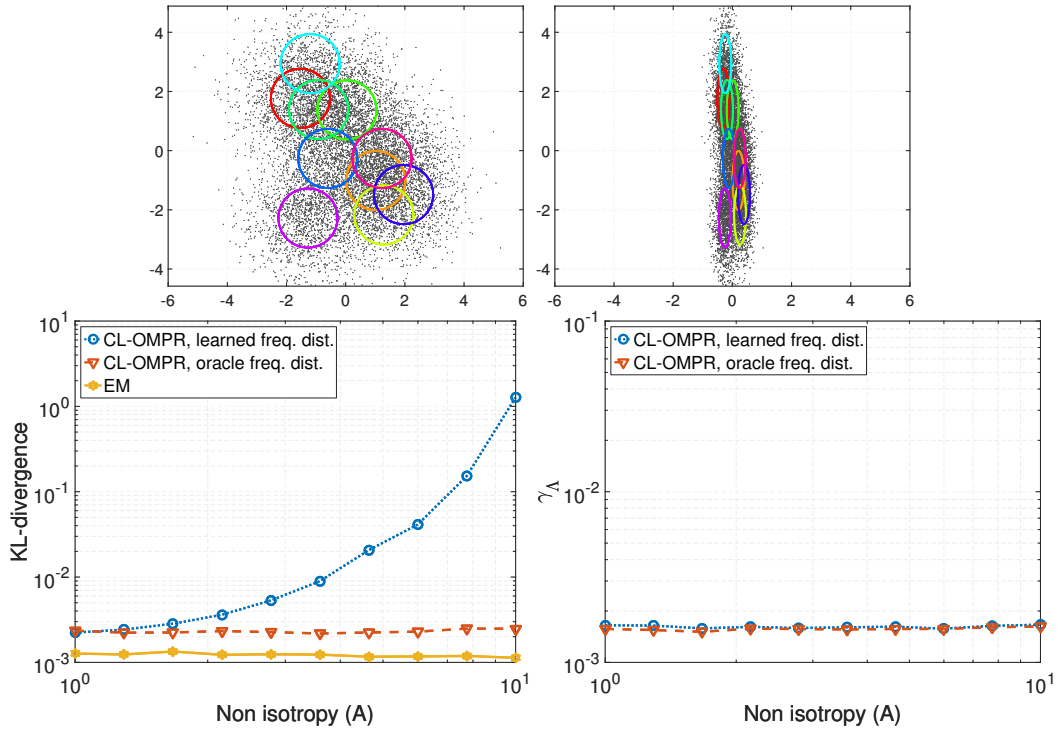 4
2
0
-2
-4
-6 -4 -2 0 2 4 6
4
2
0
-2
-4
-6 -4 -2 0 2 4 6
10^1
10^0
10^-1
10^-2
10^-3
KL-divergence
CL-OMPR, learned freq. dist.
CL-OMPR, oracle freq. dist.
EM
10^0 10^1
Non isotropy (A)
10^-1
10^-2
10^-3
γ_Λ
CL-OMPR, learned freq. dist.
CL-OMPR, oracle freq. dist.
10^0 10^1
Non isotropy (A)